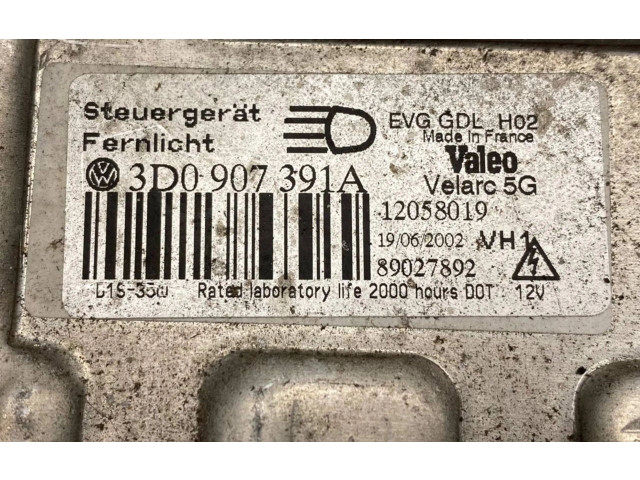 Steuergerät
Fernlicht
EVG GDL H02
Made in France
Valeo
Velarc 5G
3D0 907 391A
12058019
19/06/2002 VH1
89027892
D1S-35W Rated laboratory life 2000 hours DOT 12V